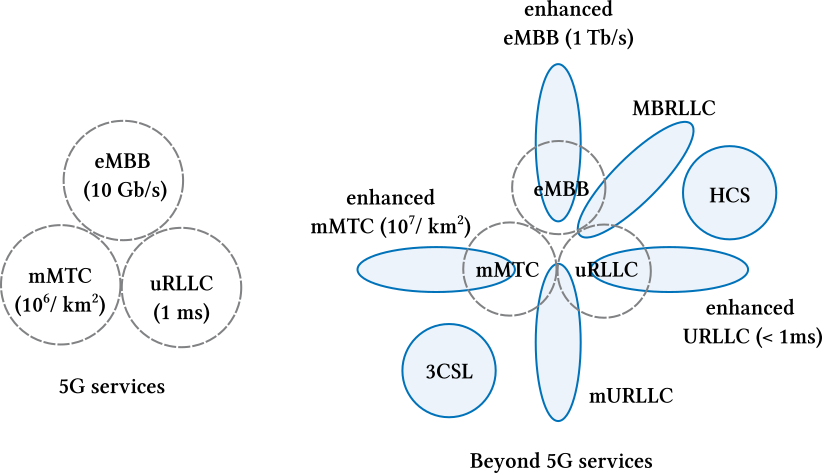 eMBB
(10 Gb/s)
mMTC
(10⁶/ km²)
uRLLC
(1 ms)
5G services
enhanced
eMBB (1 Tb/s)
MBRLLC
eMBB
HCS
enhanced
mMTC (10⁷/ km²)
mMTC
uRLLC
enhanced
URLLC (< 1ms)
3CSL
mURLLC
Beyond 5G services